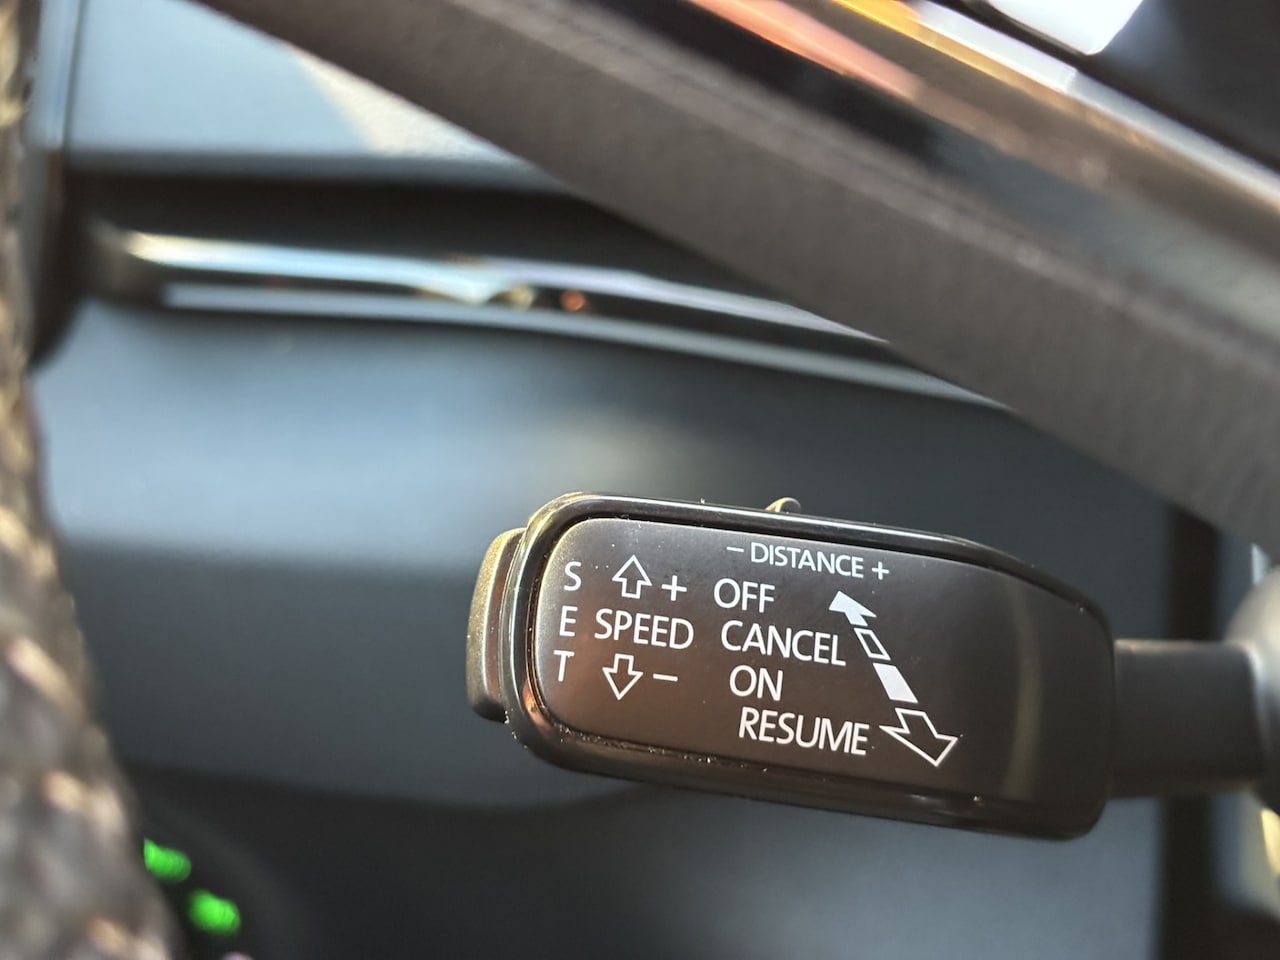 - DISTANCE +
S + OFF
E SPEED CANCEL
T - ON
RESUME